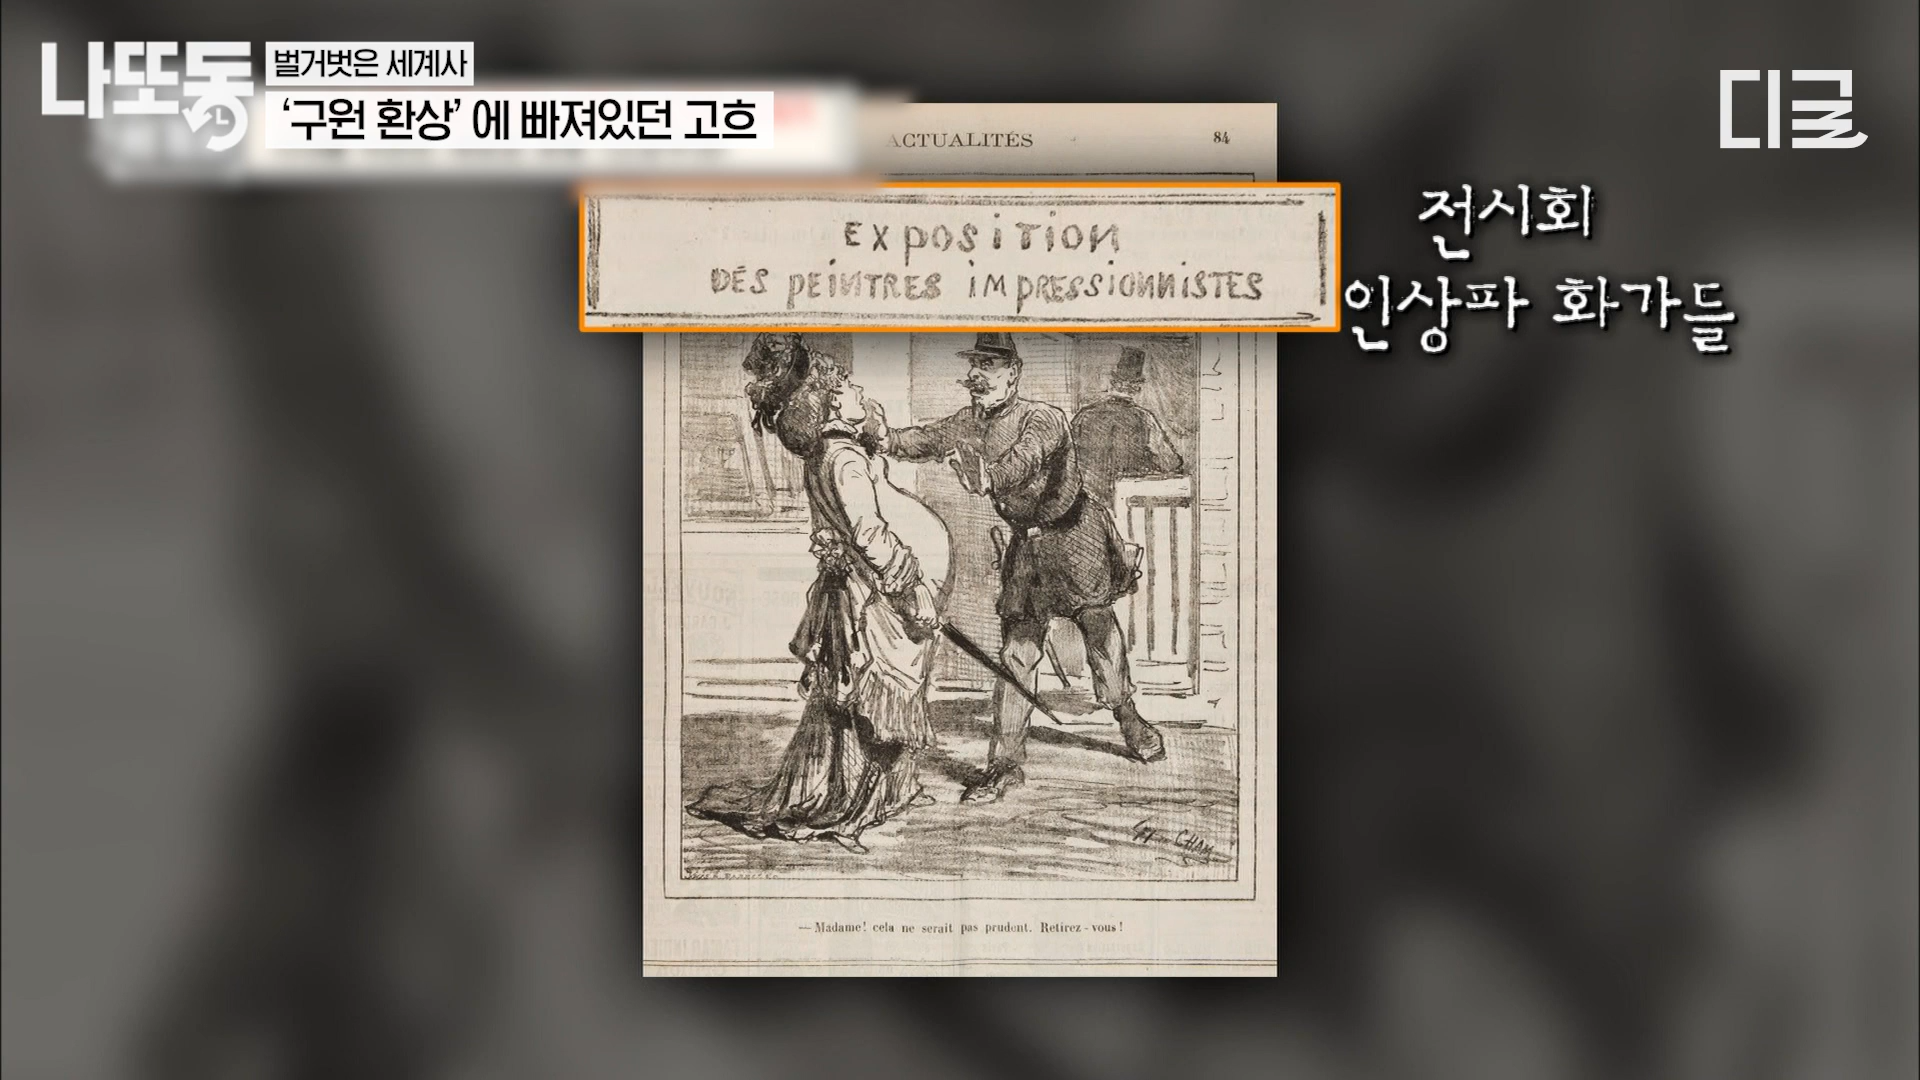 나또동
벌거벗은 세계사
‘구원 환상’에 빠져있던 고흐
디글
ACTUALITÉS
84
EXPOSITION
DES PEINTRES IMPRESSIONNISTES
전시회
인상파 화가들
CHAM
— Madame! cela ne serait pas prudent. Retirez-vous!